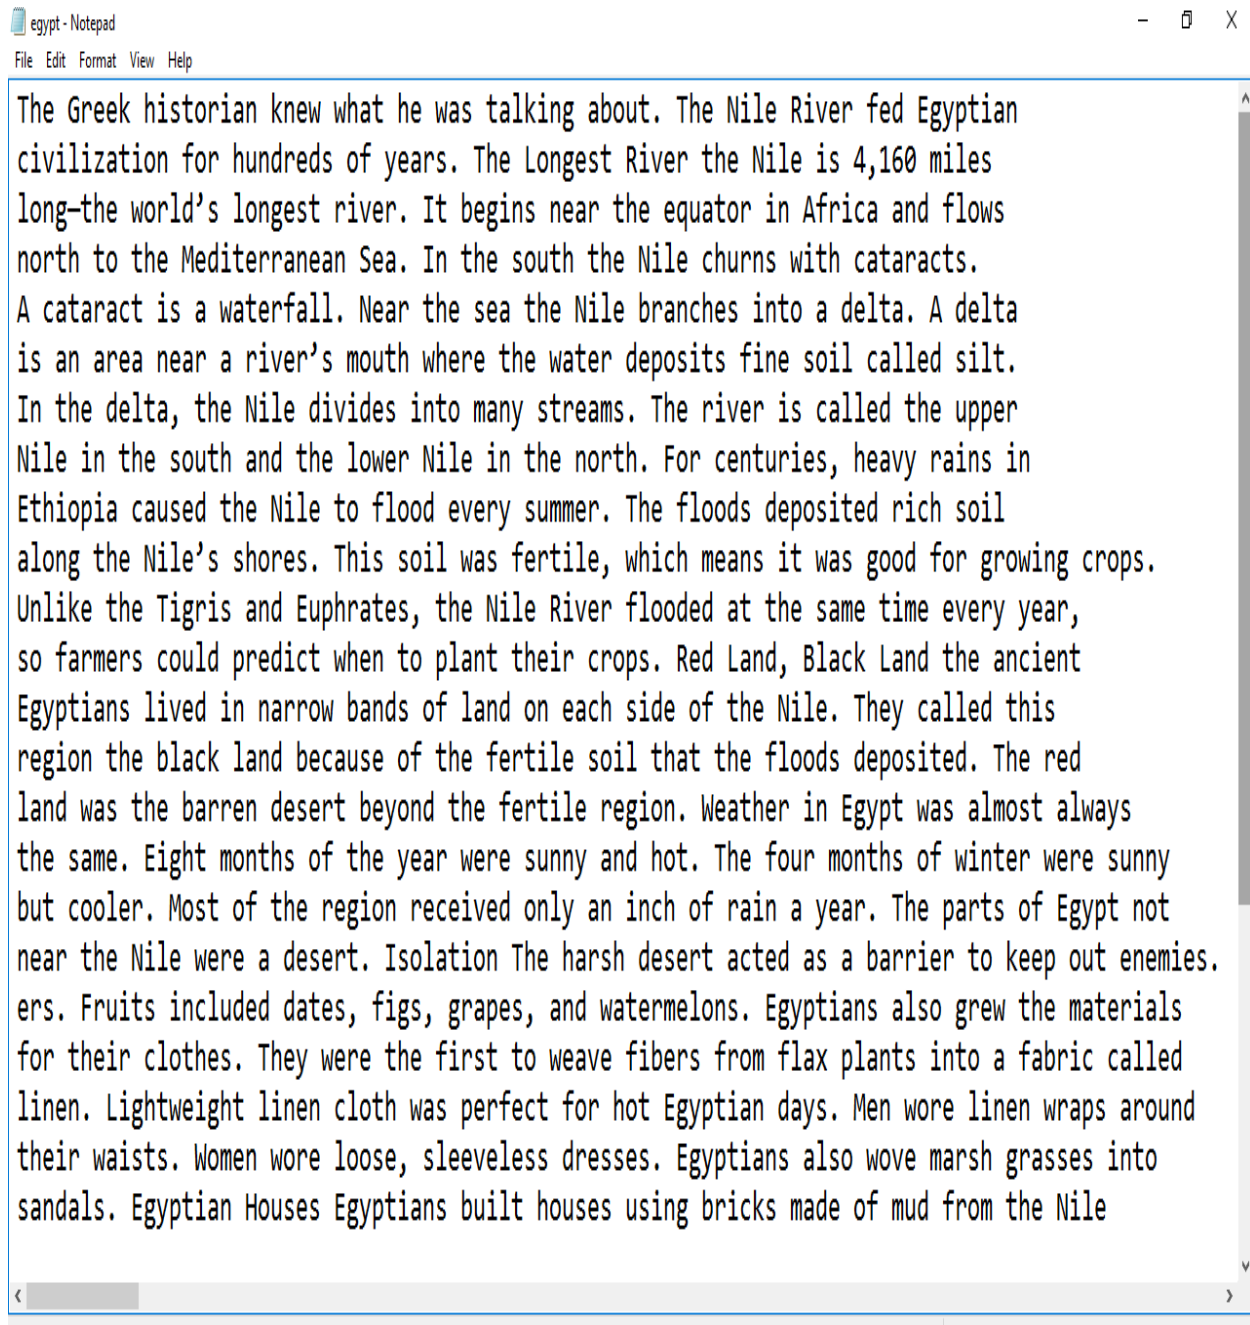 egypt - Notepad
File Edit Format View Help
The Greek historian knew what he was talking about. The Nile River fed Egyptian
civilization for hundreds of years. The Longest River the Nile is 4,160 miles
long—the world’s longest river. It begins near the equator in Africa and flows
north to the Mediterranean Sea. In the south the Nile churns with cataracts.
A cataract is a waterfall. Near the sea the Nile branches into a delta. A delta
is an area near a river’s mouth where the water deposits fine soil called silt.
In the delta, the Nile divides into many streams. The river is called the upper
Nile in the south and the lower Nile in the north. For centuries, heavy rains in
Ethiopia caused the Nile to flood every summer. The floods deposited rich soil
along the Nile’s shores. This soil was fertile, which means it was good for growing crops.
Unlike the Tigris and Euphrates, the Nile River flooded at the same time every year,
so farmers could predict when to plant their crops. Red Land, Black Land the ancient
Egyptians lived in narrow bands of land on each side of the Nile. They called this
region the black land because of the fertile soil that the floods deposited. The red
land was the barren desert beyond the fertile region. Weather in Egypt was almost always
the same. Eight months of the year were sunny and hot. The four months of winter were sunny
but cooler. Most of the region received only an inch of rain a year. The parts of Egypt not
near the Nile were a desert. Isolation The harsh desert acted as a barrier to keep out enemies.
ers. Fruits included dates, figs, grapes, and watermelons. Egyptians also grew the materials
for their clothes. They were the first to weave fibers from flax plants into a fabric called
linen. Lightweight linen cloth was perfect for hot Egyptian days. Men wore linen wraps around
their waists. Women wore loose, sleeveless dresses. Egyptians also wove marsh grasses into
sandals. Egyptian Houses Egyptians built houses using bricks made of mud from the Nile